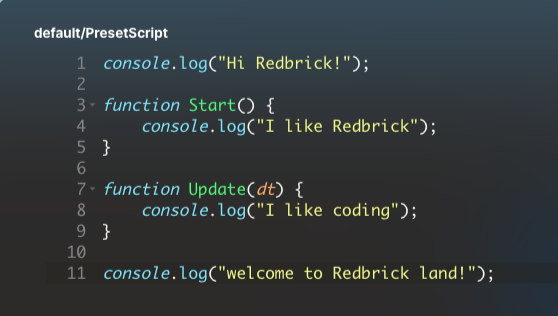 default/PresetScript
1 console.log("Hi Redbrick!");
2
3 function Start() {
4     console.log("I like Redbrick");
5 }
6
7 function Update(dt) {
8     console.log("I like coding");
9 }
10
11 console.log("welcome to Redbrick land!");